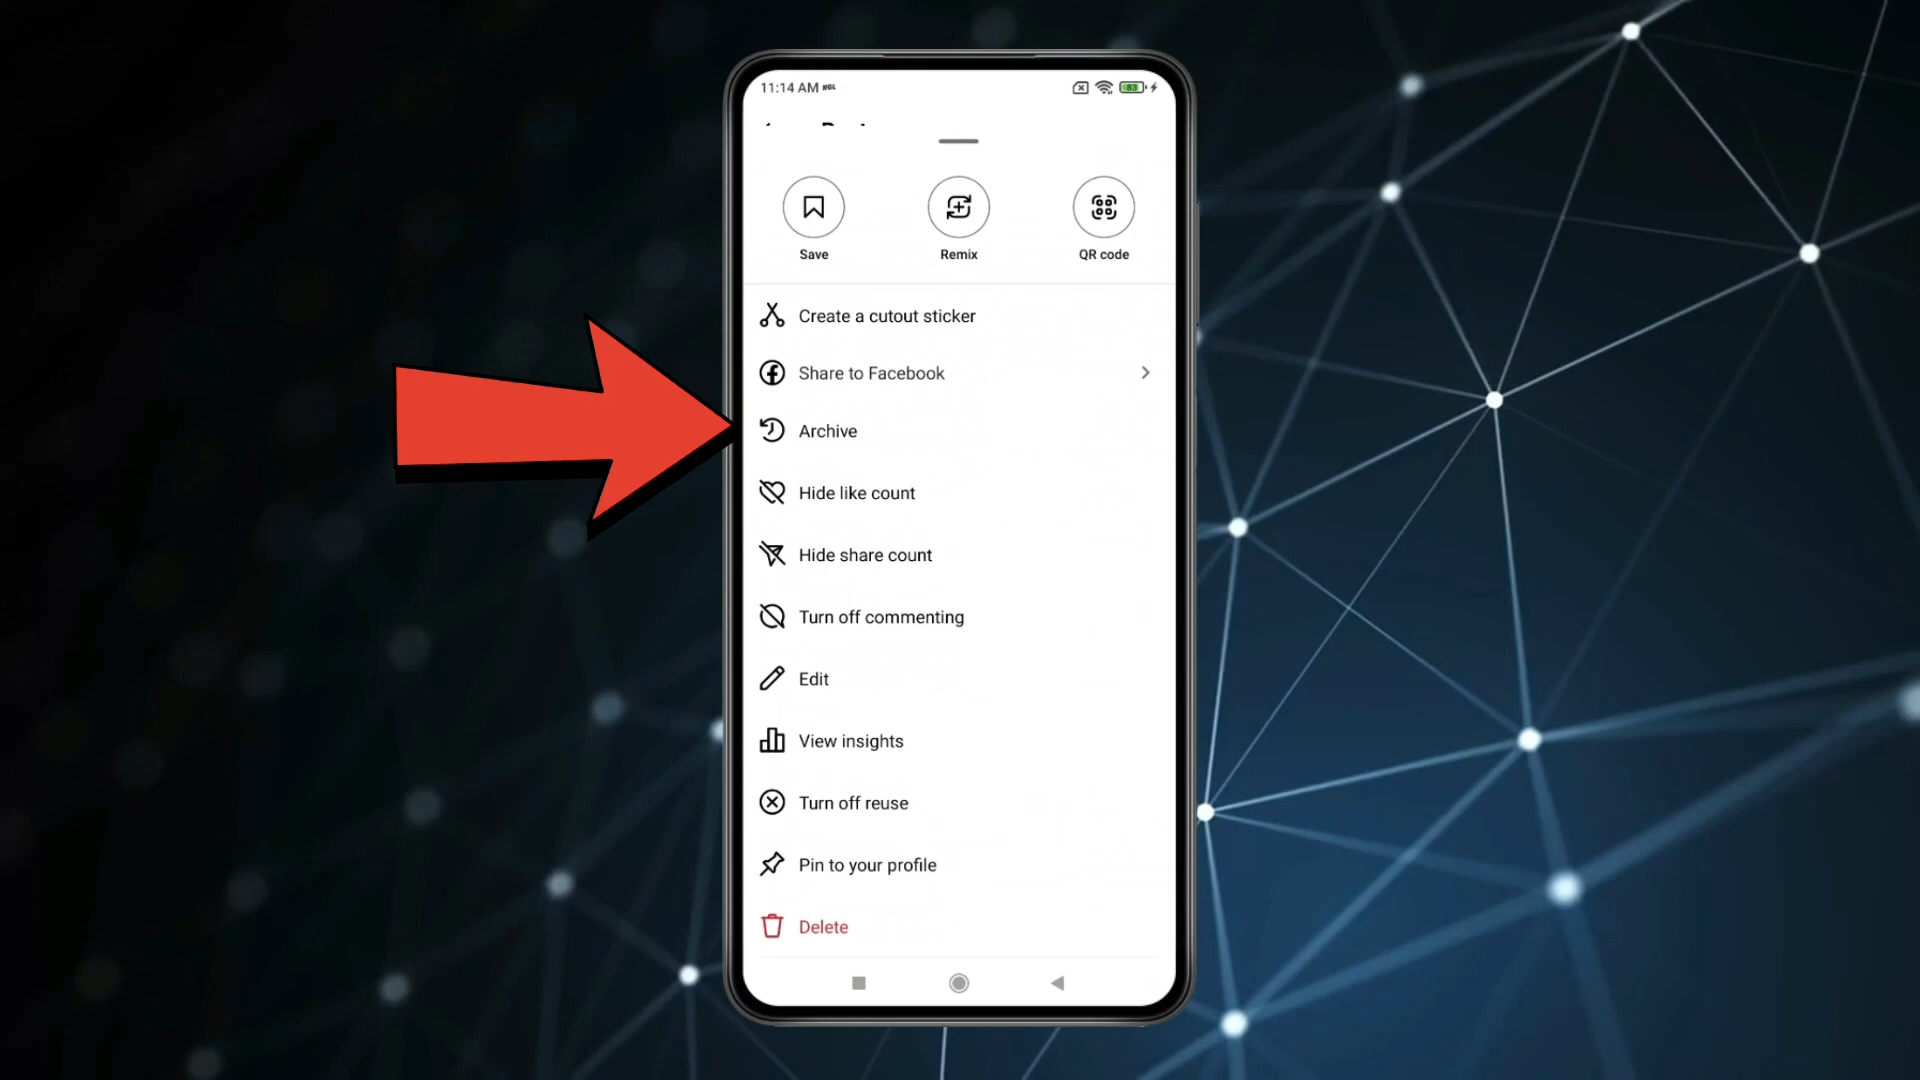 11:14 AM
83
Save
Remix
QR code
Create a cutout sticker
Share to Facebook
Archive
Hide like count
Hide share count
Turn off commenting
Edit
View insights
Turn off reuse
Pin to your profile
Delete